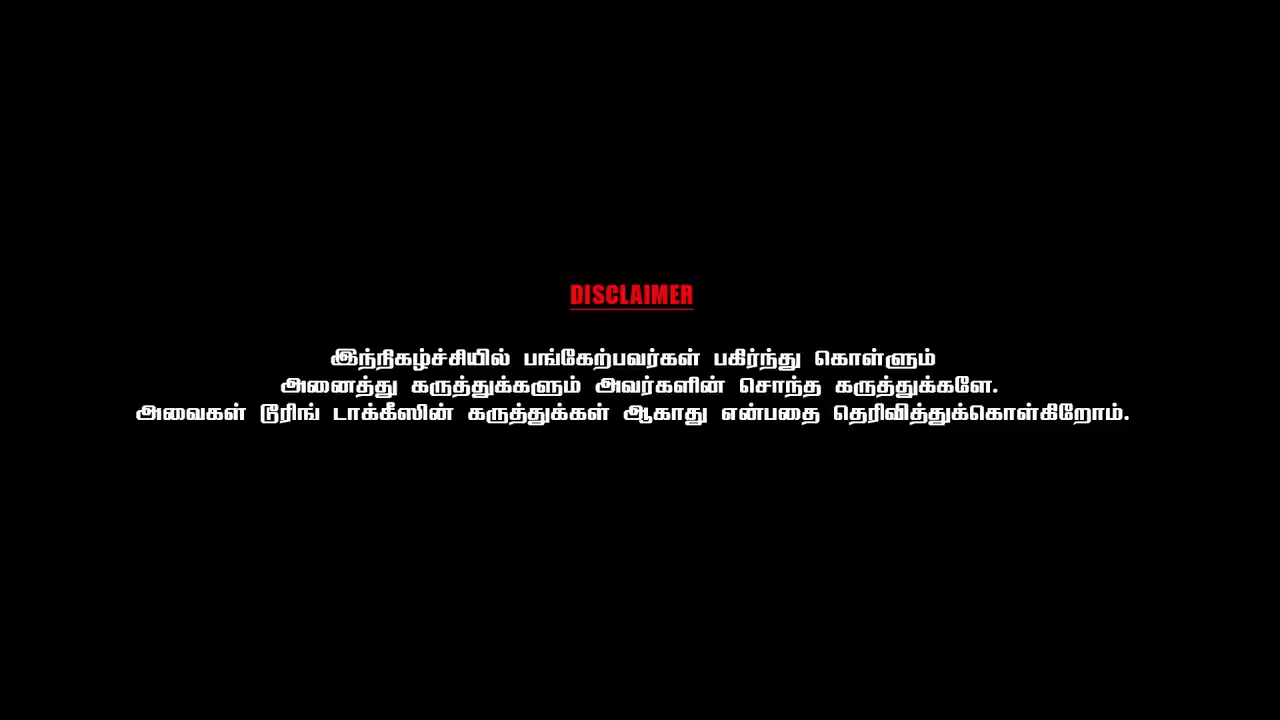 DISCLAIMER
இந்நிகழ்ச்சியில் பங்கேற்பவர்கள் பகிர்ந்து கொள்ளும்
அனைத்து கருத்துக்களும் அவர்களின் சொந்த கருத்துக்களே.
அவைகள் டூரிங் டாக்கீஸின் கருத்துக்கள் ஆகாது என்பதை தெரிவித்துக்கொள்கிறோம்.